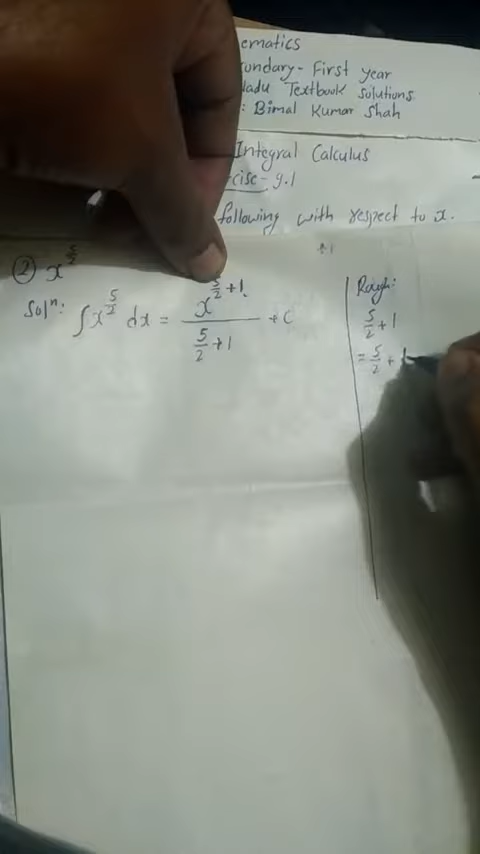 ematics
ondary - First Year
adu Textbook Solutions
: Bimal Kumar Shah
Integral Calculus
cise - 9.1
following with respect to x.
② x^(5/2)
Solⁿ: ∫x^(5/2) dx = x^(5/2 + 1) / (5/2 + 1) + c
Rough:
5/2 + 1
= 5/2 +